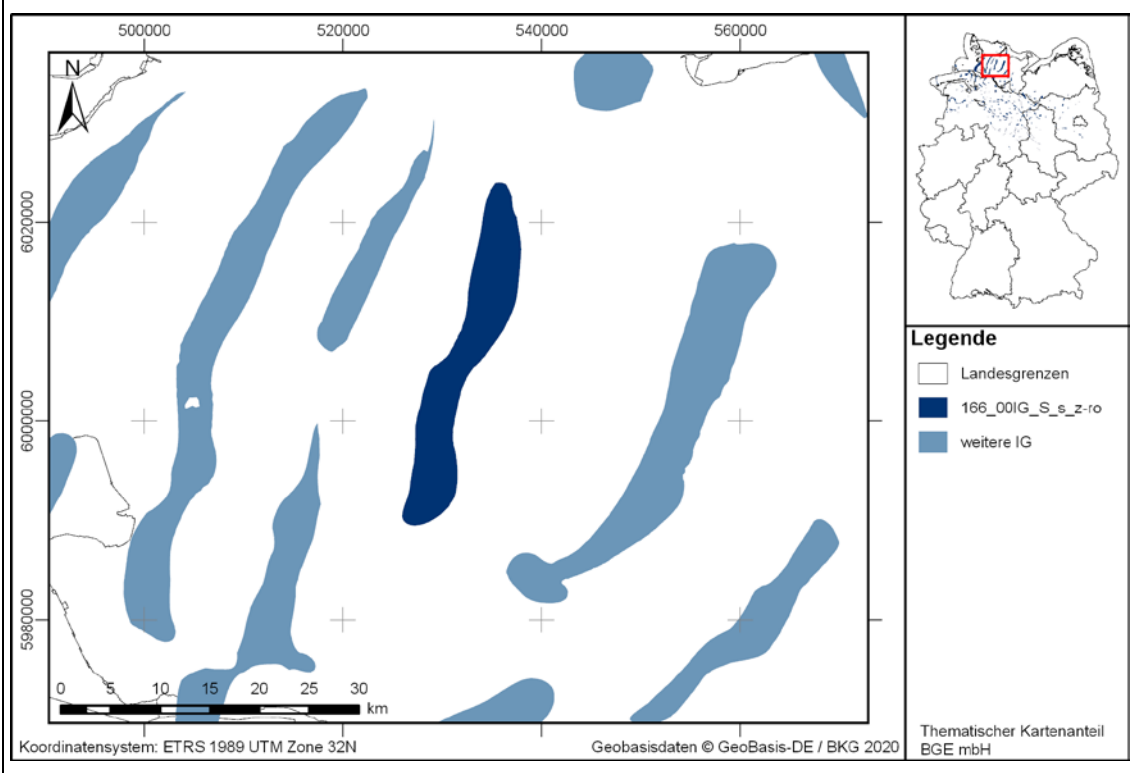 500000 520000 540000 560000
N
6020000
6000000
5980000
0 5 10 15 20 25 30
km
Koordinatensystem: ETRS 1989 UTM Zone 32N
Geobasisdaten © GeoBasis-DE / BKG 2020
Legende
Landesgrenzen
166_00IG_S_s_z-ro
weitere IG
Thematischer Kartenanteil
BGE mbH